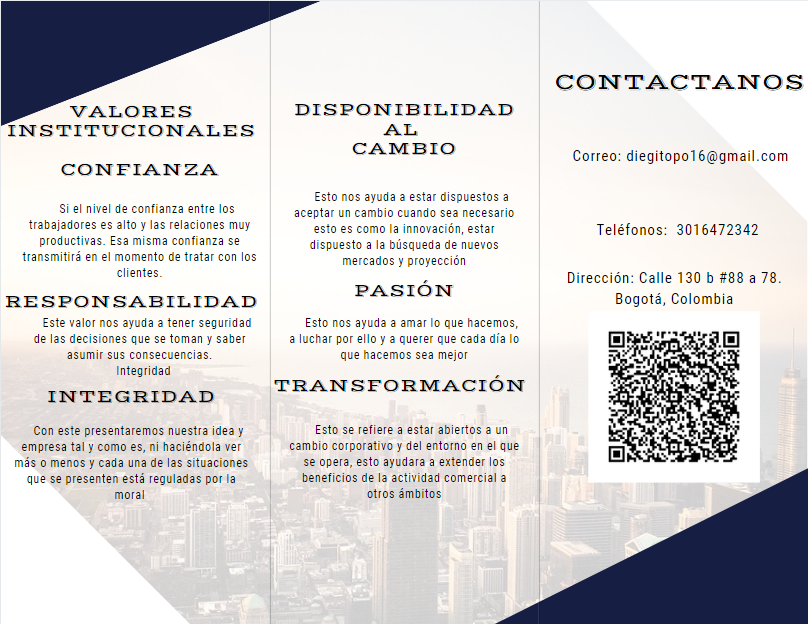 VALORES
INSTITUCIONALES
CONFIANZA
Si el nivel de confianza entre los
trabajadores es alto y las relaciones muy
productivas. Esa misma confianza se
transmitirá en el momento de tratar con los
clientes.
RESPONSABILIDAD
Este valor nos ayuda a tener seguridad
de las decisiones que se toman y saber
asumir sus consecuencias.
Integridad
INTEGRIDAD
Con este presentaremos nuestra idea y
empresa tal y como es, ni haciéndola ver
más o menos y cada una de las situaciones
que se presenten está reguladas por la
moral
DISPONIBILIDAD
AL
CAMBIO
Esto nos ayuda a estar dispuestos a
aceptar un cambio cuando sea necesario
esto es como la innovación, estar
dispuesto a la búsqueda de nuevos
mercados y proyección
PASIÓN
Esto nos ayuda a amar lo que hacemos,
a luchar por ello y a querer que cada día lo
que hacemos sea mejor
TRANSFORMACIÓN
Esto se refiere a estar abiertos a un
cambio corporativo y del entorno en el que
se opera, esto ayudara a extender los
beneficios de la actividad comercial a
otros ámbitos
CONTACTANOS
Correo: diegitopo16@gmail.com
Teléfonos: 3016472342
Dirección: Calle 130 b #88 a 78.
Bogotá, Colombia